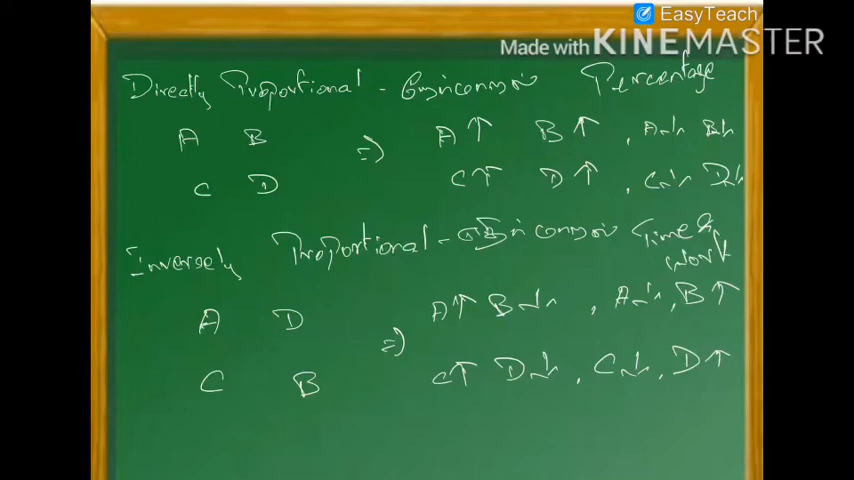 EasyTeach
Made with KINEMASTER
Directly Proportional - Percentage
A B => A↑ B↑ , A↓ B↓
C D C↑ D↑ , C↓ D↓
Inversely Proportional - Time &
work
A D => A↑ B↓ , A↓, B↑
C B C↑ D↓ , C↓, D↑